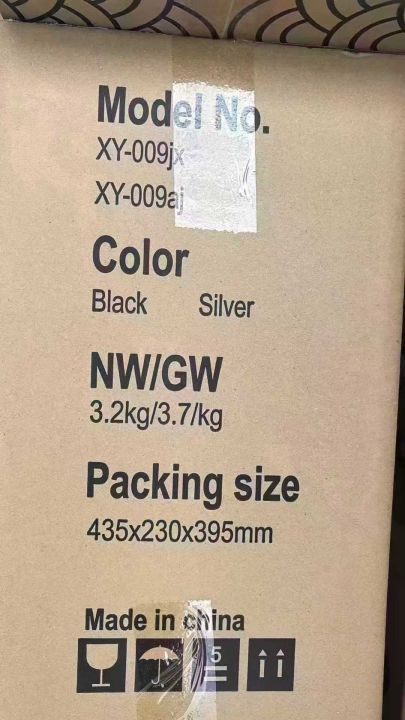 Model No.
XY-009jx
XY-009aj
Color
Black Silver
NW/GW
3.2kg/3.7/kg
Packing size
435x230x395mm
Made in china
5